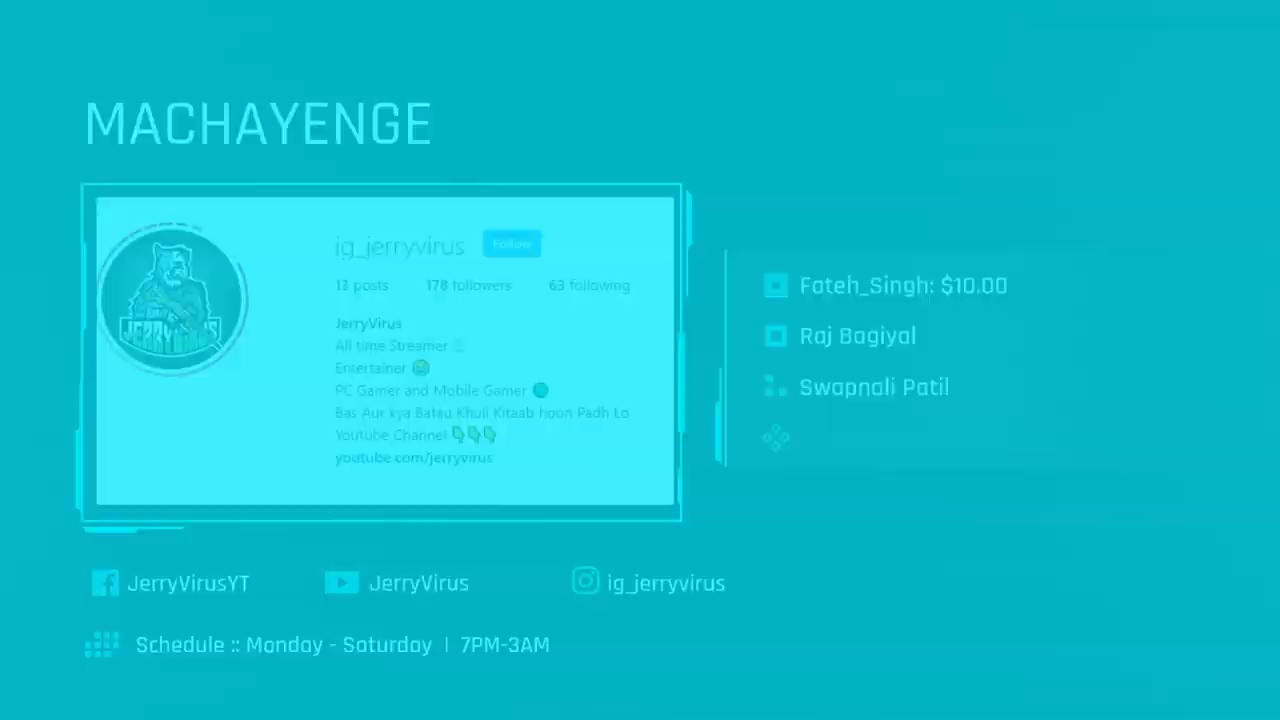 MACHAYENGE
JERRYVIRUS
ig_jerryvirus Follow
13 posts 178 followers 63 following
JerryVirus
All time Streamer
Entertainer
PC Gamer and Mobile Gamer
Bas Aur kya Batau Khuli Kitaab hoon Padh Lo
Youtube Channel
youtube.com/jerryvirus
Fateh_Singh: $10.00
Raj Bagiyal
Swapnali Patil
JerryVirusYT JerryVirus ig_jerryvirus
Schedule :: Monday - Saturday | 7PM-3AM